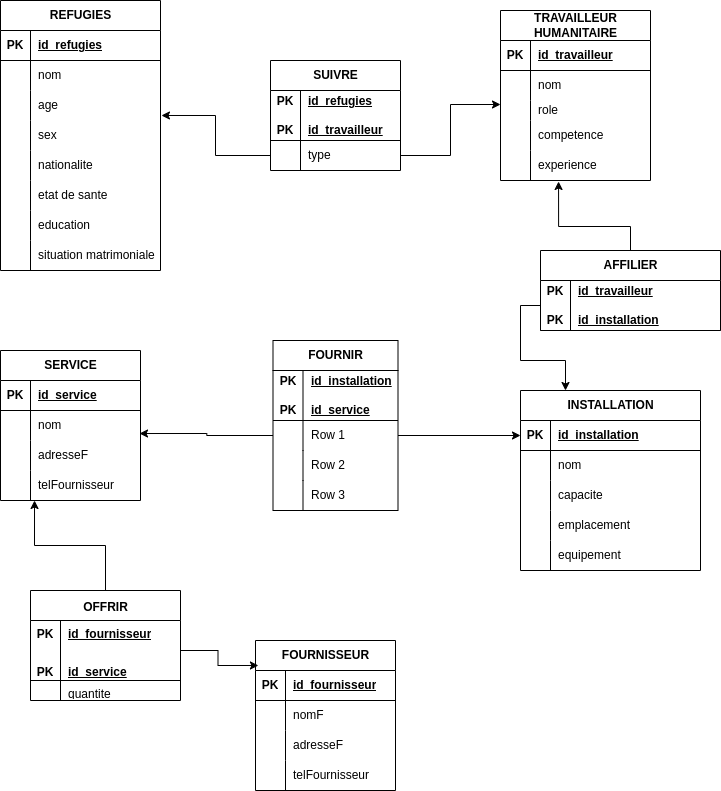 REFUGIES
PK id_refugies
nom
age
sex
nationalite
etat de sante
education
situation matrimoniale
SUIVRE
PK id_refugies
PK id_travailleur
type
TRAVAILLEUR
HUMANITAIRE
PK id_travailleur
nom
role
competence
experience
AFFILIER
PK id_travailleur
PK id_installation
SERVICE
PK id_service
nom
adresseF
telFournisseur
FOURNIR
PK id_installation
PK id_service
Row 1
Row 2
Row 3
INSTALLATION
PK id_installation
nom
capacite
emplacement
equipement
OFFRIR
PK id_fournisseur
PK id_service
quantite
FOURNISSEUR
PK id_fournisseur
nomF
adresseF
telFournisseur